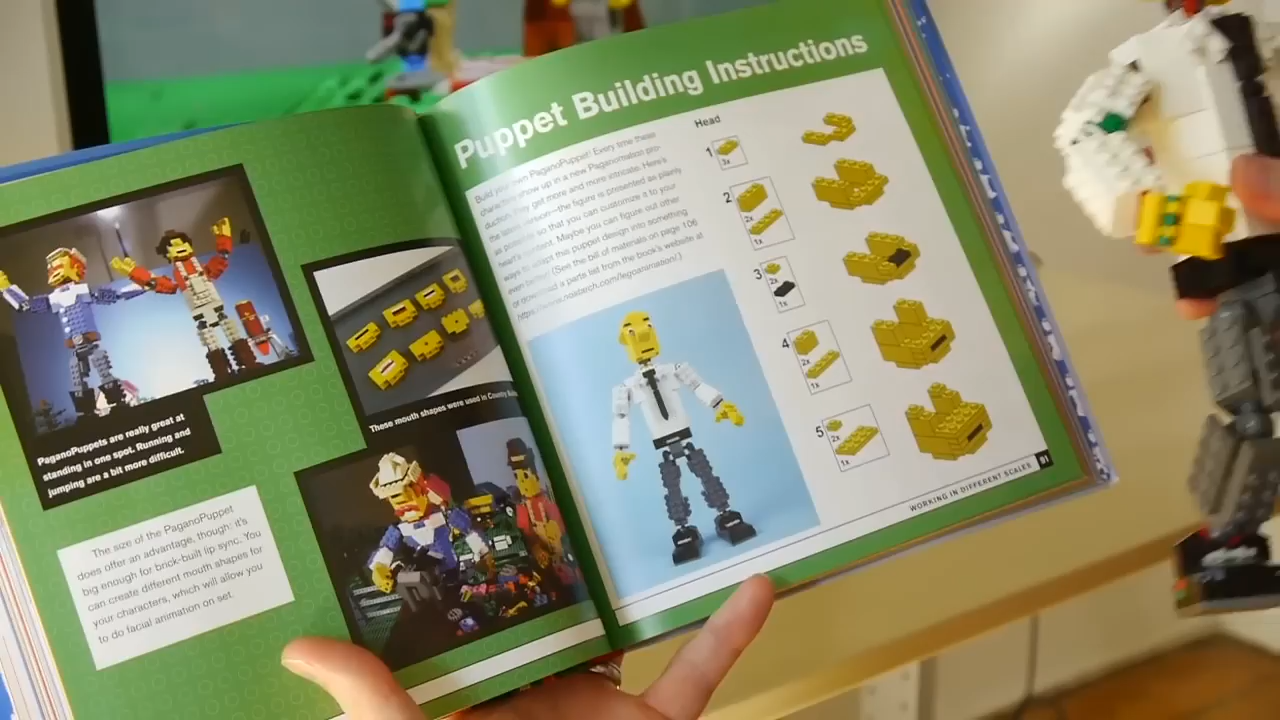 PaganoPuppets are really great at
standing in one spot. Running and
jumping are a bit more difficult.
The size of the PaganoPuppet
does offer an advantage, though: it's
big enough for brick-built lip sync. You
can create different mouth shapes for
your characters, which will allow you
to do facial animation on set.
These mouth shapes were used in County
Puppet Building Instructions
Build your own PaganoPuppet! Every time these
characters show up in a new Paganomation pro-
duction, they get more and more intricate. Here's
the latest version—the figure is presented as plainly
as possible so that you can customize it to your
heart's content. Maybe you can figure out other
ways to adapt this puppet design into something
even better! (See the bill of materials on page 106
or download a parts list from the book's website at
https://www.nostarch.com/legoanimation/.)
Head
1
2x
2
2x
1x
3
2x
1x
4
2x
1x
5
2x
1x
WORKING IN DIFFERENT SCALES 91